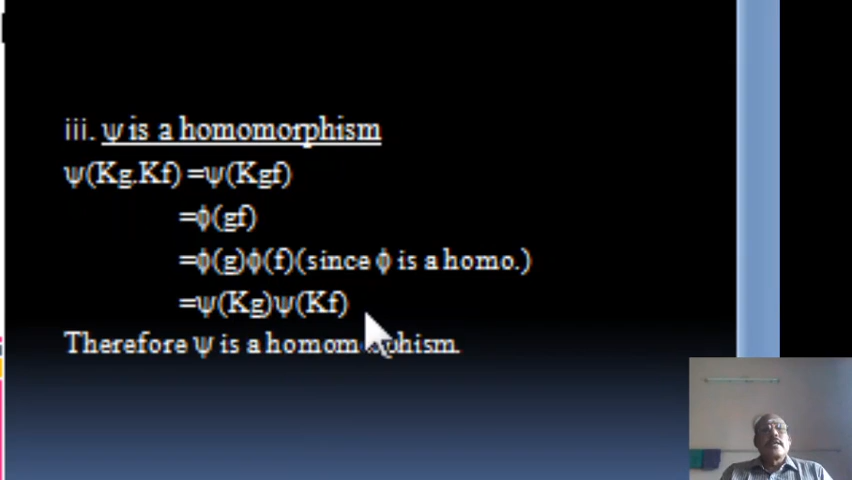 iii. ψ is a homomorphism
ψ(Kg.Kf) =ψ(Kgf)
=ϕ(gf)
=ϕ(g)ϕ(f)(since ϕ is a homo.)
=ψ(Kg)ψ(Kf)
Therefore ψ is a homomorphism.